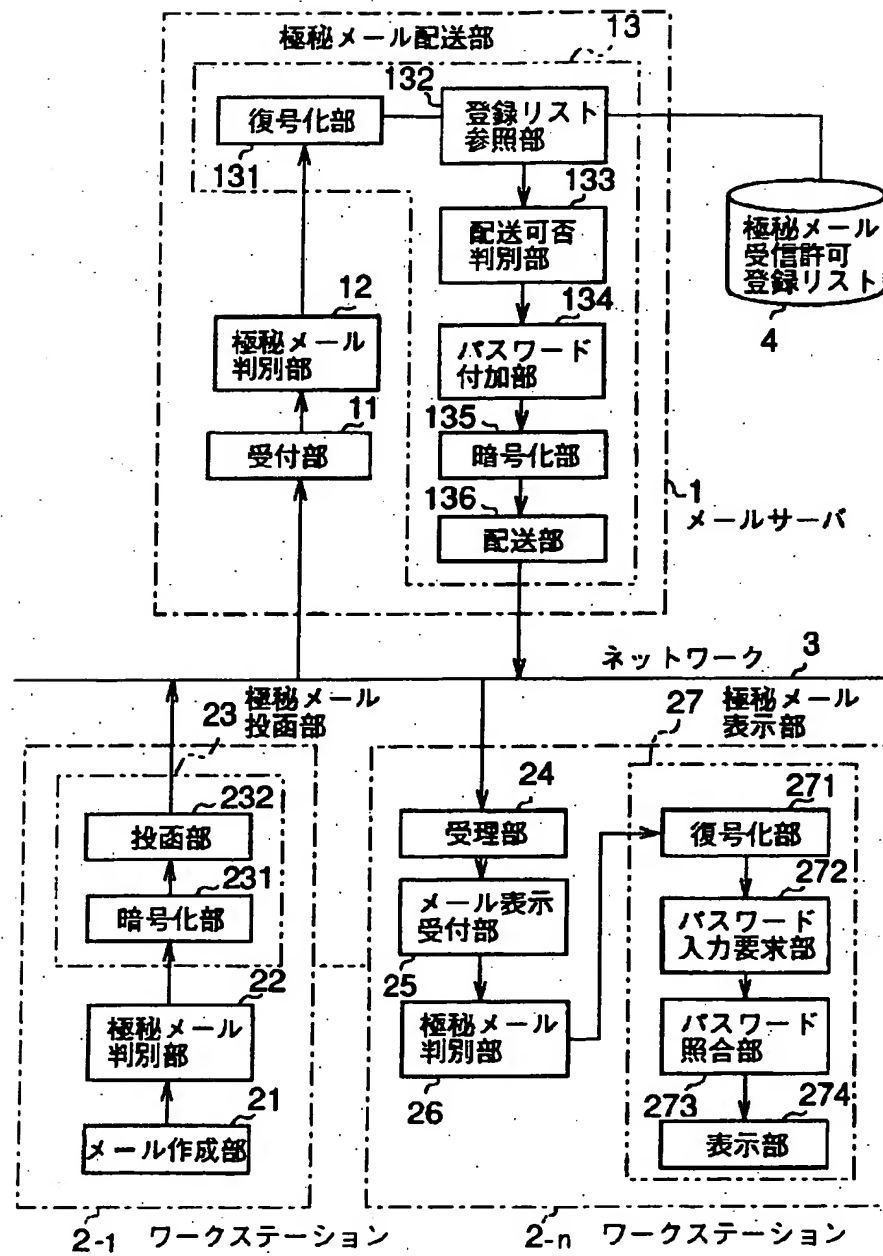 極秘メール配送部
13
132
復号化部
131
登録リスト
参照部
133
配送可否
判別部
極秘メール
受信許可
登録リスト
4
12
極秘メール
判別部
134
パスワード
付加部
11
受付部
135
暗号化部
136
配送部
1
メールサーバ
ネットワーク
3
23
極秘メール
投函部
27
極秘メール
表示部
232
投函部
231
暗号化部
22
極秘メール
判別部
21
メール作成部
2-1 ワークステーション
24
受理部
メール表示
受付部
25
極秘メール
判別部
26
271
復号化部
272
パスワード
入力要求部
パスワード
照合部
273
274
表示部
2-n ワークステーション